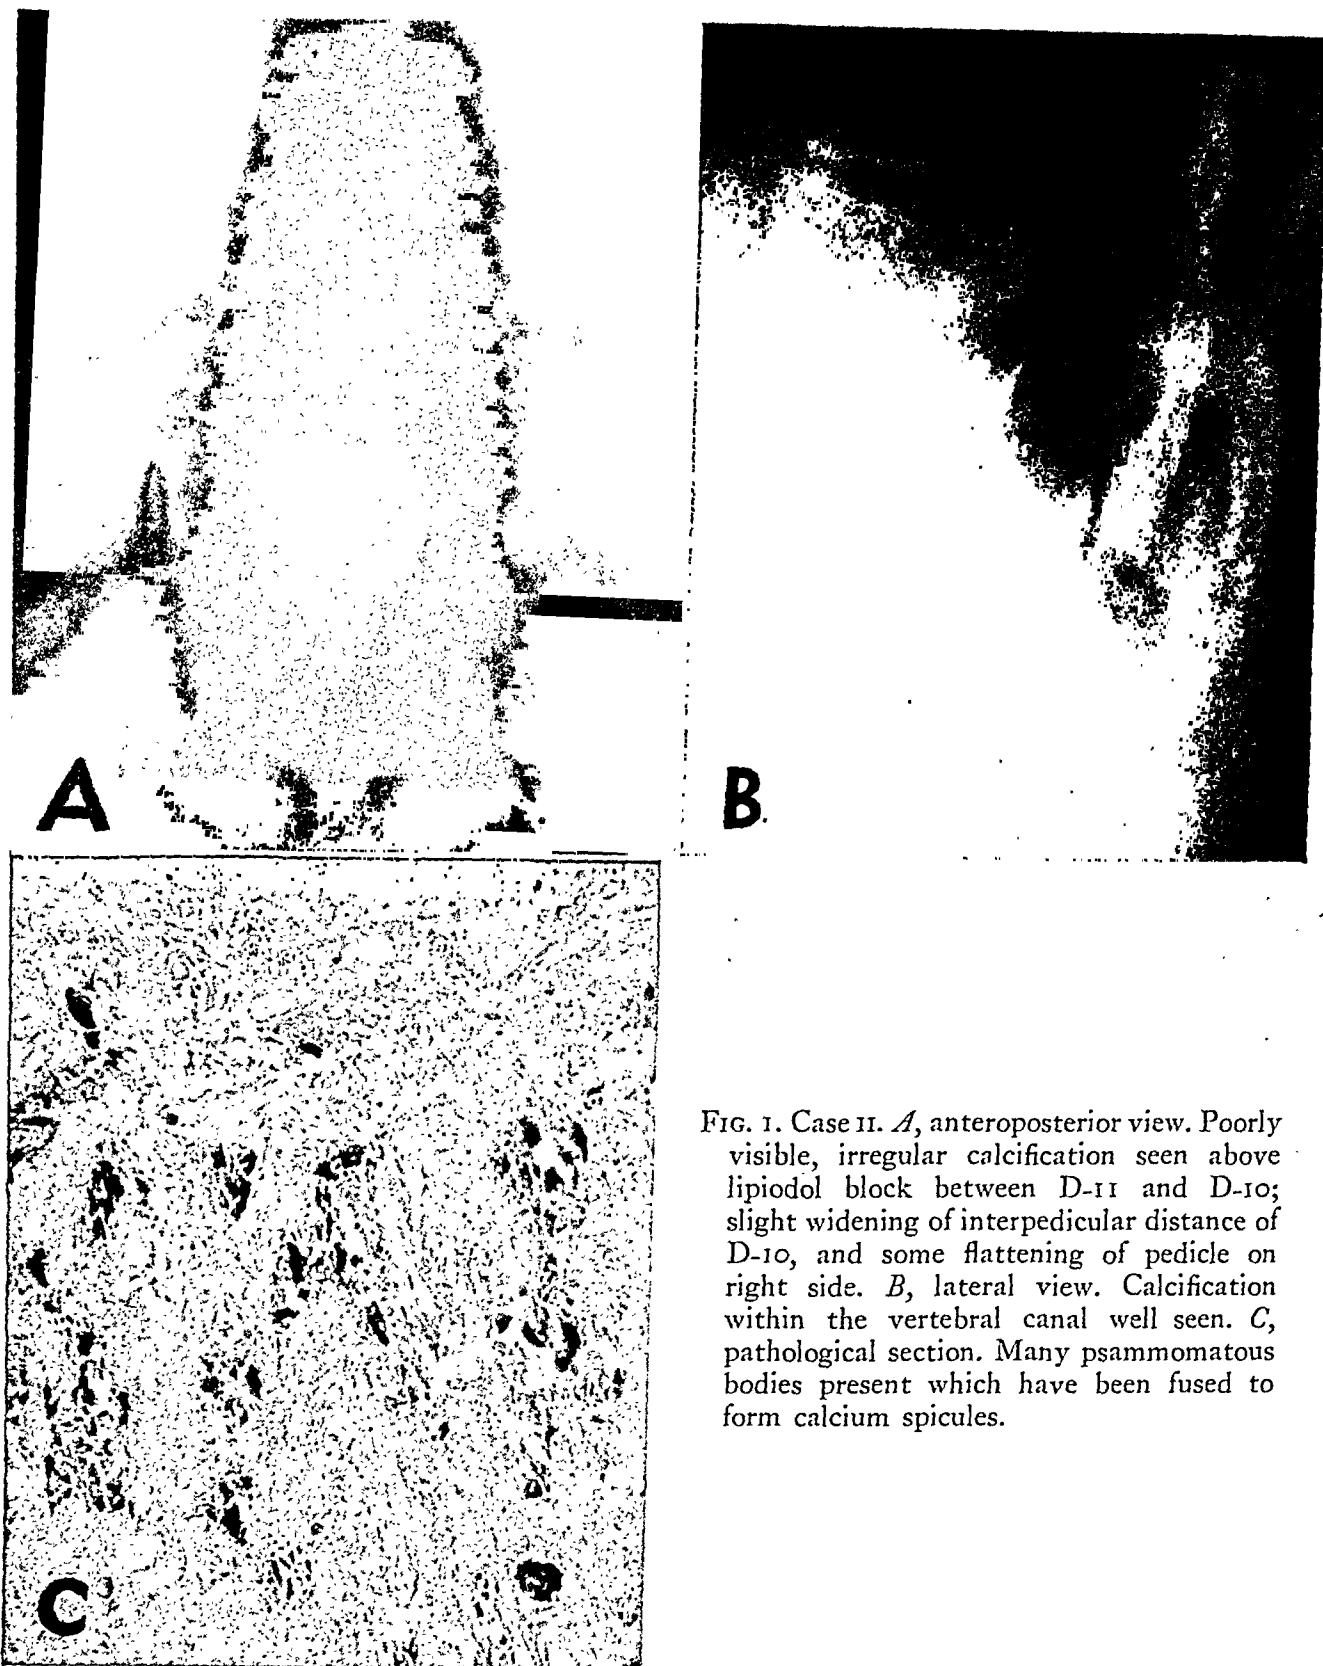 A
B.
C
FIG. 1. Case II. A, anteroposterior view. Poorly
visible, irregular calcification seen above
lipiodol block between D-11 and D-10;
slight widening of interpedicular distance of
D-10, and some flattening of pedicle on
right side. B, lateral view. Calcification
within the vertebral canal well seen. C,
pathological section. Many psammomatous
bodies present which have been fused to
form calcium spicules.